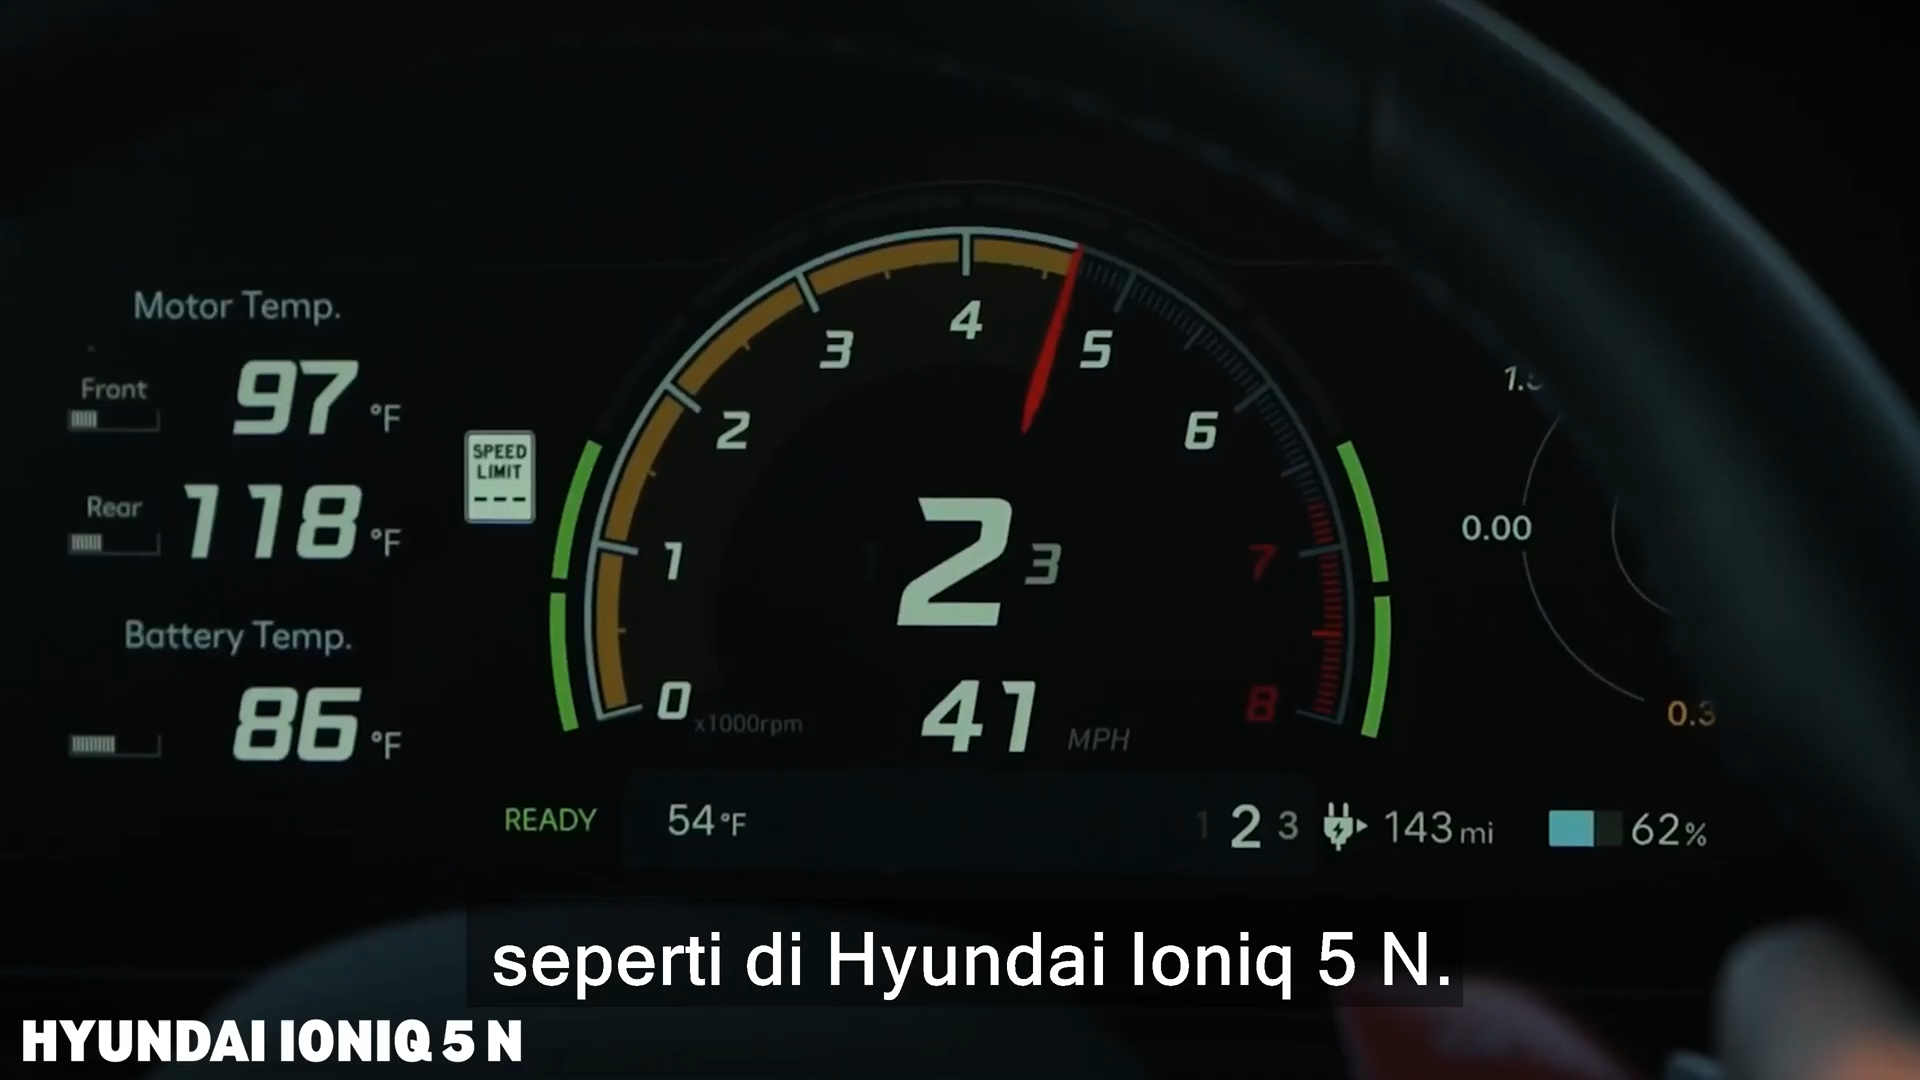 Motor Temp.
Front 97 °F
Rear 118 °F
Battery Temp.
86 °F
SPEED
LIMIT
---
0 1 2 3 4 5 6 7 8
x1000rpm
1 2 3
41 MPH
0.00
0.3
READY 54°F 1 2 3 143 mi 62%
seperti di Hyundai Ioniq 5 N.
HYUNDAI IONIQ 5 N